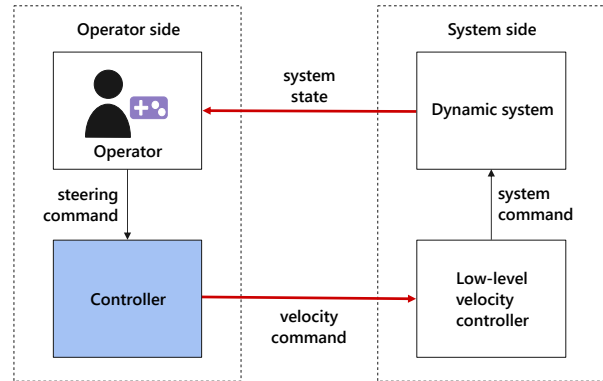 Operator side
System side
system
state
Operator
Dynamic system
steering
command
system
command
Controller
Low-level
velocity
controller
velocity
command